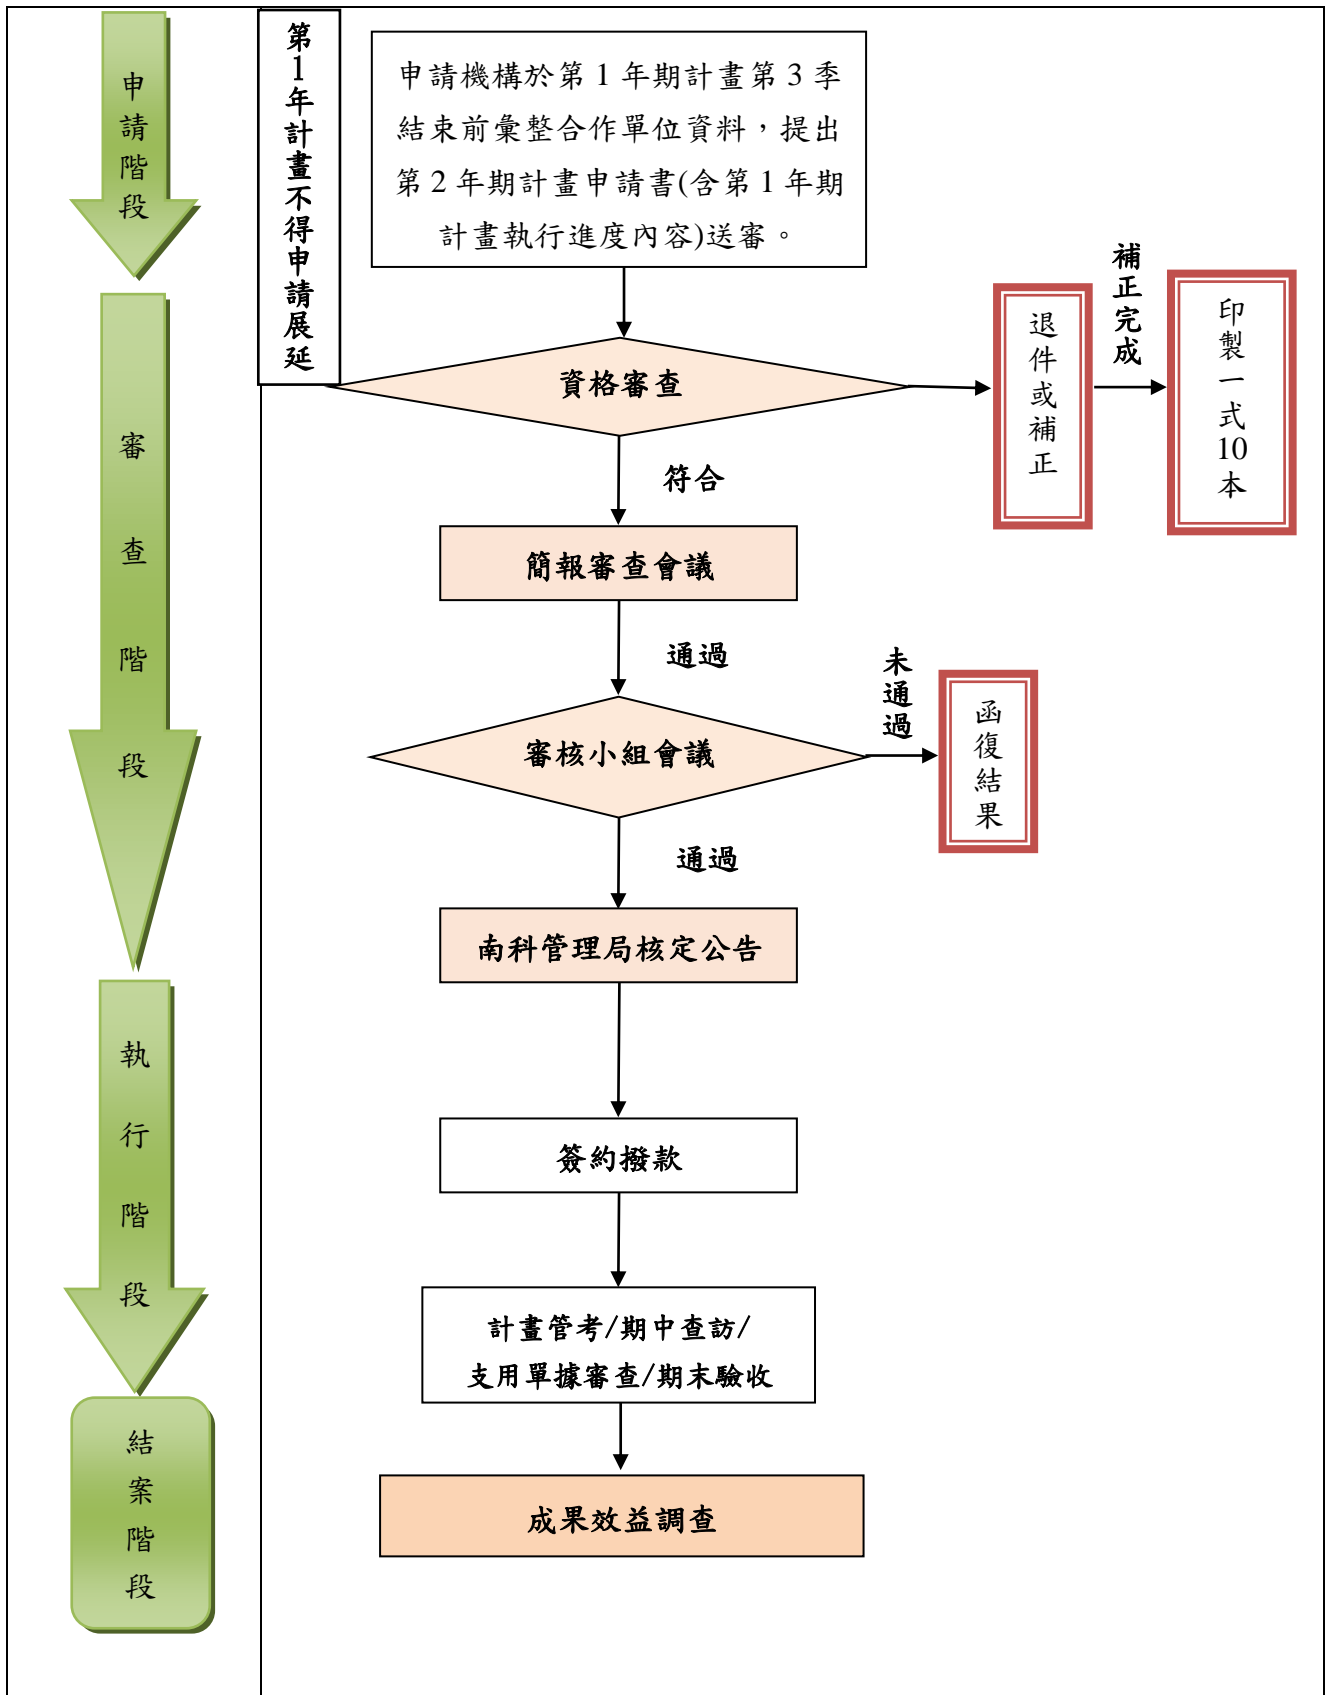 申請階段
審查階段
執行階段
結案階段
第1年計畫不得申請展延
申請機構於第1年期計畫第3季
結束前彙整合作單位資料，提出
第2年期計畫申請書(含第1年期
計畫執行進度內容)送審。
資格審查
退件或補正
補正完成
印製一式10本
符合
簡報審查會議
通過
審核小組會議
未通過
函復結果
通過
南科管理局核定公告
簽約撥款
計畫管考/期中查訪/
支用單據審查/期末驗收
成果效益調查